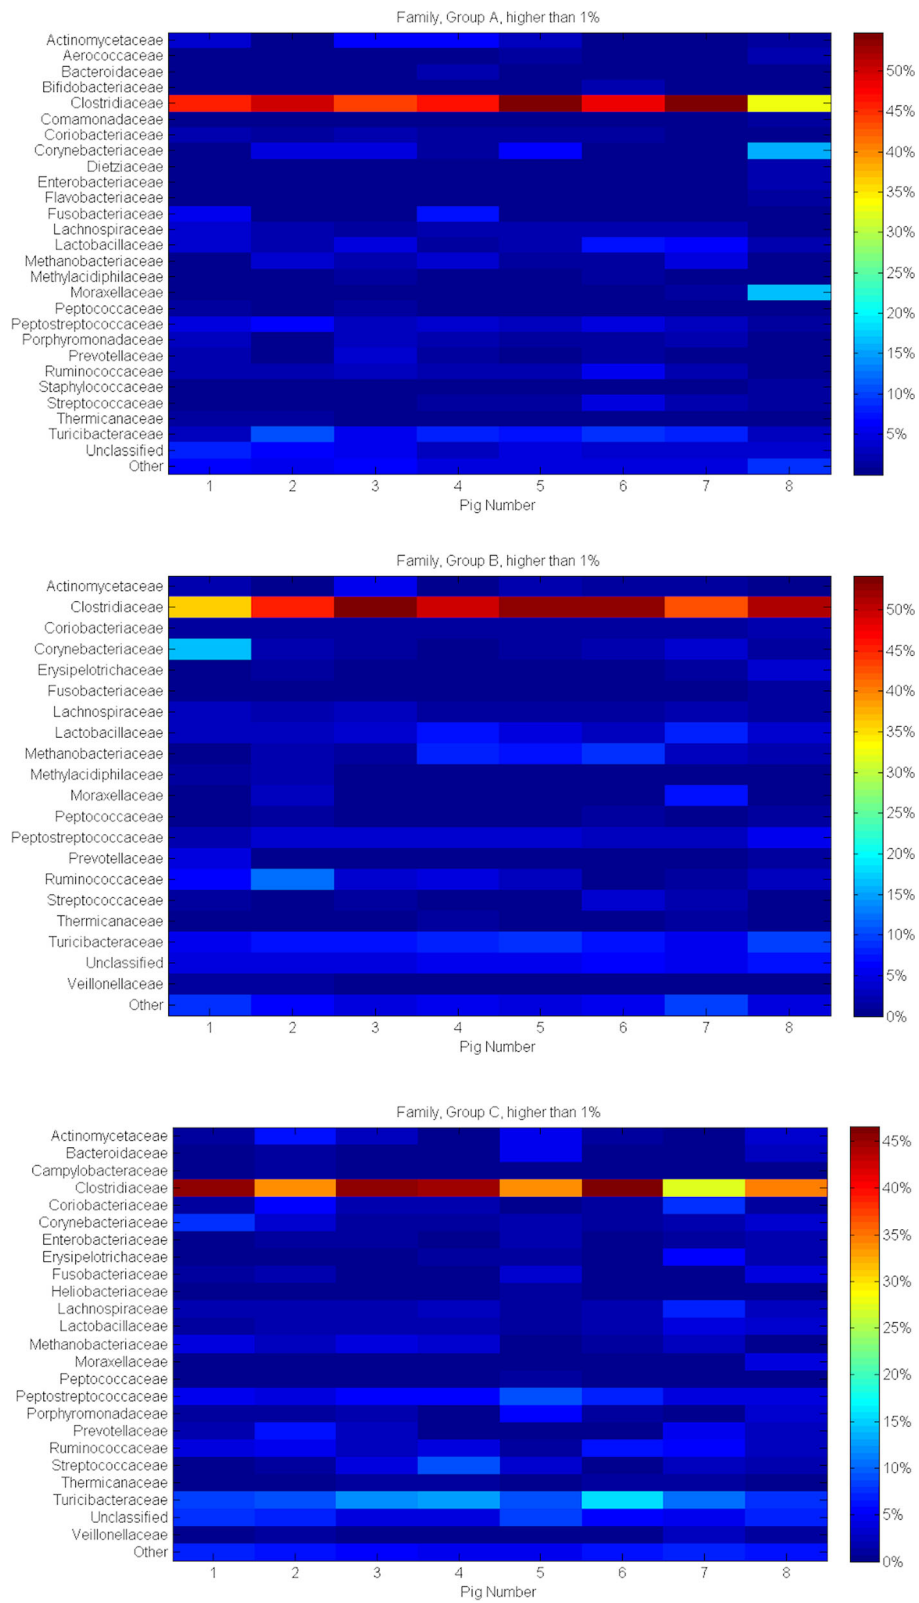 Family, Group A, higher than 1%
Actinomycetaceae
Aerococcaceae
Bacteroidaceae
Bifidobacteriaceae
Clostridiaceae
Comamonadaceae
Coriobacteriaceae
Corynebacteriaceae
Dietziaceae
Enterobacteriaceae
Flavobacteriaceae
Fusobacteriaceae
Lachnospiraceae
Lactobacillaceae
Methanobacteriaceae
Methylacidiphilaceae
Moraxellaceae
Peptococcaceae
Peptostreptococcaceae
Porphyromonadaceae
Prevotellaceae
Ruminococcaceae
Staphylococcaceae
Streptococcaceae
Thermicanaceae
Turicibacteraceae
Unclassified
Other
1 2 3 4 5 6 7 8
Pig Number
50%
45%
40%
35%
30%
25%
20%
15%
10%
5%
Family, Group B, higher than 1%
Actinomycetaceae
Clostridiaceae
Coriobacteriaceae
Corynebacteriaceae
Erysipelotrichaceae
Fusobacteriaceae
Lachnospiraceae
Lactobacillaceae
Methanobacteriaceae
Methylacidiphilaceae
Moraxellaceae
Peptococcaceae
Peptostreptococcaceae
Prevotellaceae
Ruminococcaceae
Streptococcaceae
Thermicanaceae
Turicibacteraceae
Unclassified
Veillonellaceae
Other
1 2 3 4 5 6 7 8
Pig Number
50%
45%
40%
35%
30%
25%
20%
15%
10%
5%
0%
Family, Group C, higher than 1%
Actinomycetaceae
Bacteroidaceae
Campylobacteraceae
Clostridiaceae
Coriobacteriaceae
Corynebacteriaceae
Enterobacteriaceae
Erysipelotrichaceae
Fusobacteriaceae
Heliobacteriaceae
Lachnospiraceae
Lactobacillaceae
Methanobacteriaceae
Moraxellaceae
Peptococcaceae
Peptostreptococcaceae
Porphyromonadaceae
Prevotellaceae
Ruminococcaceae
Streptococcaceae
Thermicanaceae
Turicibacteraceae
Unclassified
Veillonellaceae
Other
1 2 3 4 5 6 7 8
Pig Number
45%
40%
35%
30%
25%
20%
15%
10%
5%
0%